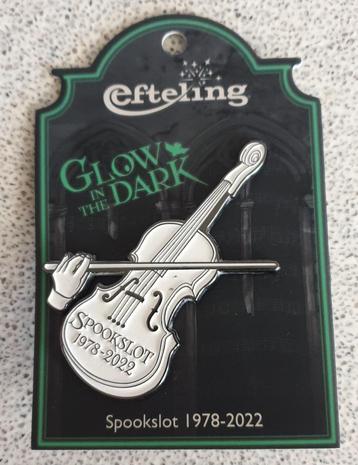 efteling
GLOW
IN
THE DARK
SPOOKSLOT
1978-2022
Spookslot 1978-2022